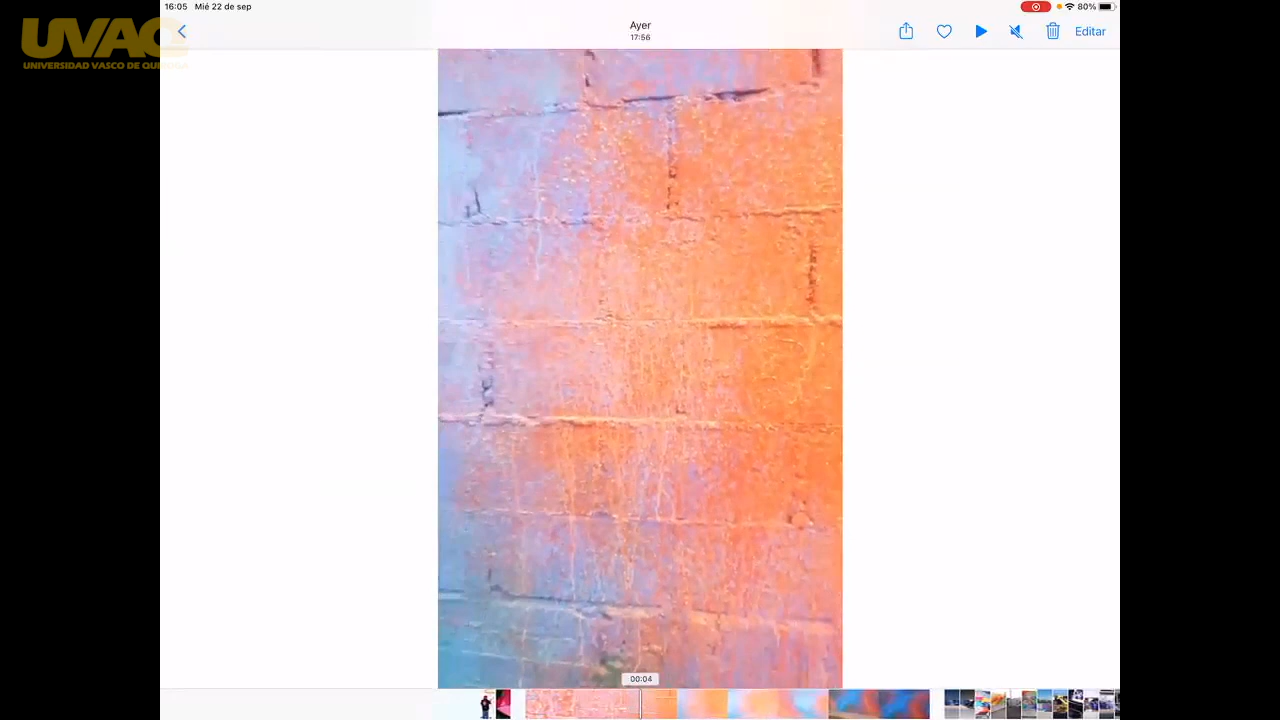 16:05 Mié 22 de sep
80%
Ayer
17:56
Editar
UVAQ
UNIVERSIDAD VASCO DE QUIROGA
00:04